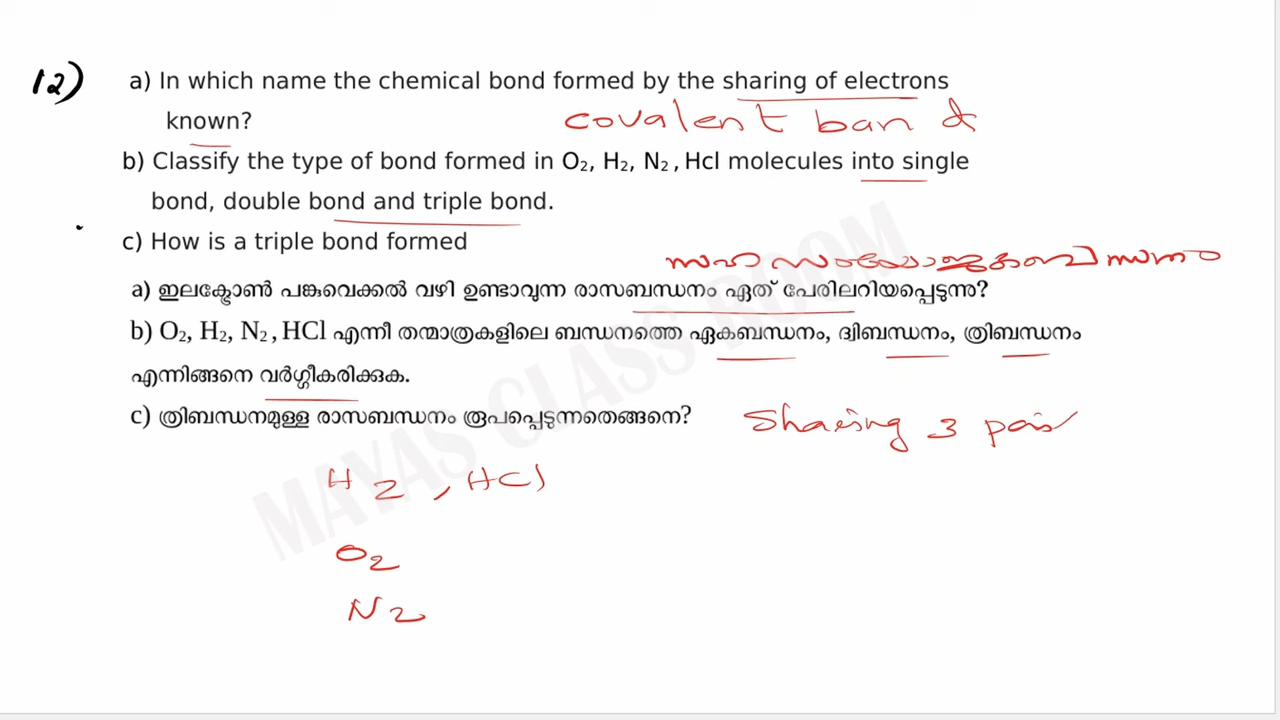 12) a) In which name the chemical bond formed by the sharing of electrons
known? covalent band
b) Classify the type of bond formed in O₂, H₂, N₂ , Hcl molecules into single
bond, double bond and triple bond.
c) How is a triple bond formed
സഹസംയോജകബന്ധനം
a) ഇലക്ട്രോൺ പങ്കുവെക്കൽ വഴി ഉണ്ടാവുന്ന രാസബന്ധനം ഏത് പേരിലറിയപ്പെടുന്നു?
b) O₂, H₂, N₂ , HCl എന്നീ തന്മാത്രകളിലെ ബന്ധനത്തെ ഏകബന്ധനം, ദ്വിബന്ധനം, ത്രിബന്ധനം
എന്നിങ്ങനെ വർഗ്ഗീകരിക്കുക.
c) ത്രിബന്ധനമുള്ള രാസബന്ധനം രൂപപ്പെടുന്നതെങ്ങനെ? Sharing 3 pair
H2 , HCl
O2
N2
MAYAS CLASS ROOM